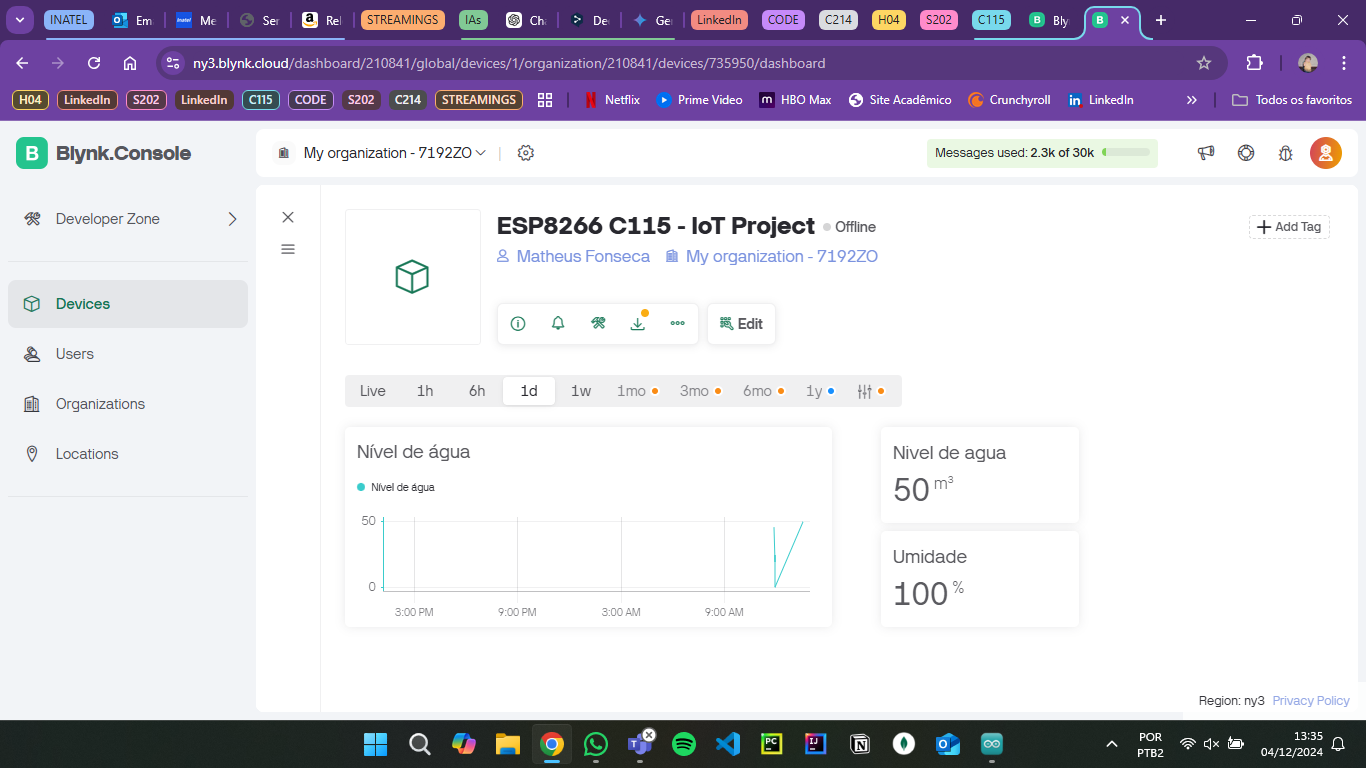 INATEL
Em
Me
Ser
Rel
STREAMINGS
IAs
Cha
Dee
Ger
LinkedIn
CODE
C214
H04
S202
C115
Bly
ny3.blynk.cloud/dashboard/210841/global/devices/1/organization/210841/devices/735950/dashboard
H04 LinkedIn S202 LinkedIn C115 CODE S202 C214 STREAMINGS Netflix Prime Video HBO Max Site Acadêmico Crunchyroll LinkedIn Todos os favoritos
B Blynk.Console
My organization - 7192ZO
Messages used: 2.3k of 30k
Developer Zone
Devices
Users
Organizations
Locations
ESP8266 C115 - IoT Project Offline
Add Tag
Matheus Fonseca My organization - 7192ZO
Edit
Live 1h 6h 1d 1w 1mo 3mo 6mo 1y
Nível de água
Nível de água
50
0
3:00 PM 9:00 PM 3:00 AM 9:00 AM
Nivel de agua
50 m³
Umidade
100 %
Region: ny3 Privacy Policy
POR
PTB2
13:35
04/12/2024